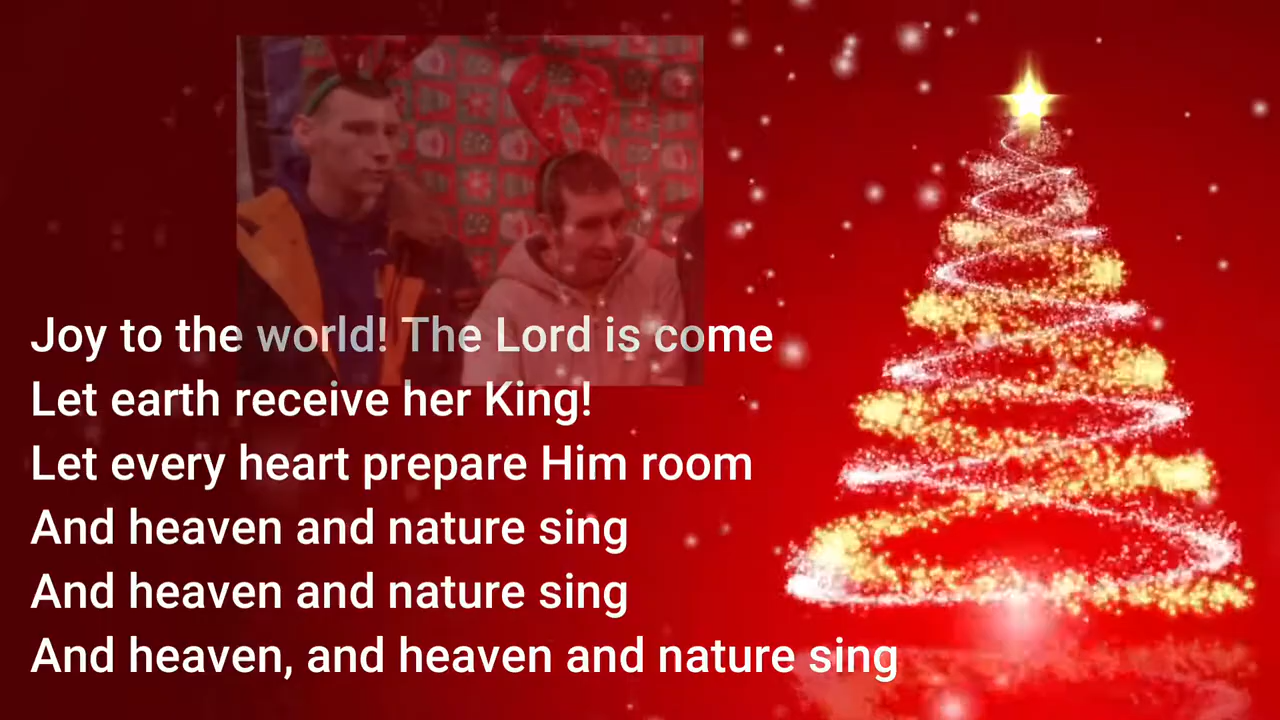 Joy to the world! The Lord is come
Let earth receive her King!
Let every heart prepare Him room
And heaven and nature sing
And heaven and nature sing
And heaven, and heaven and nature sing